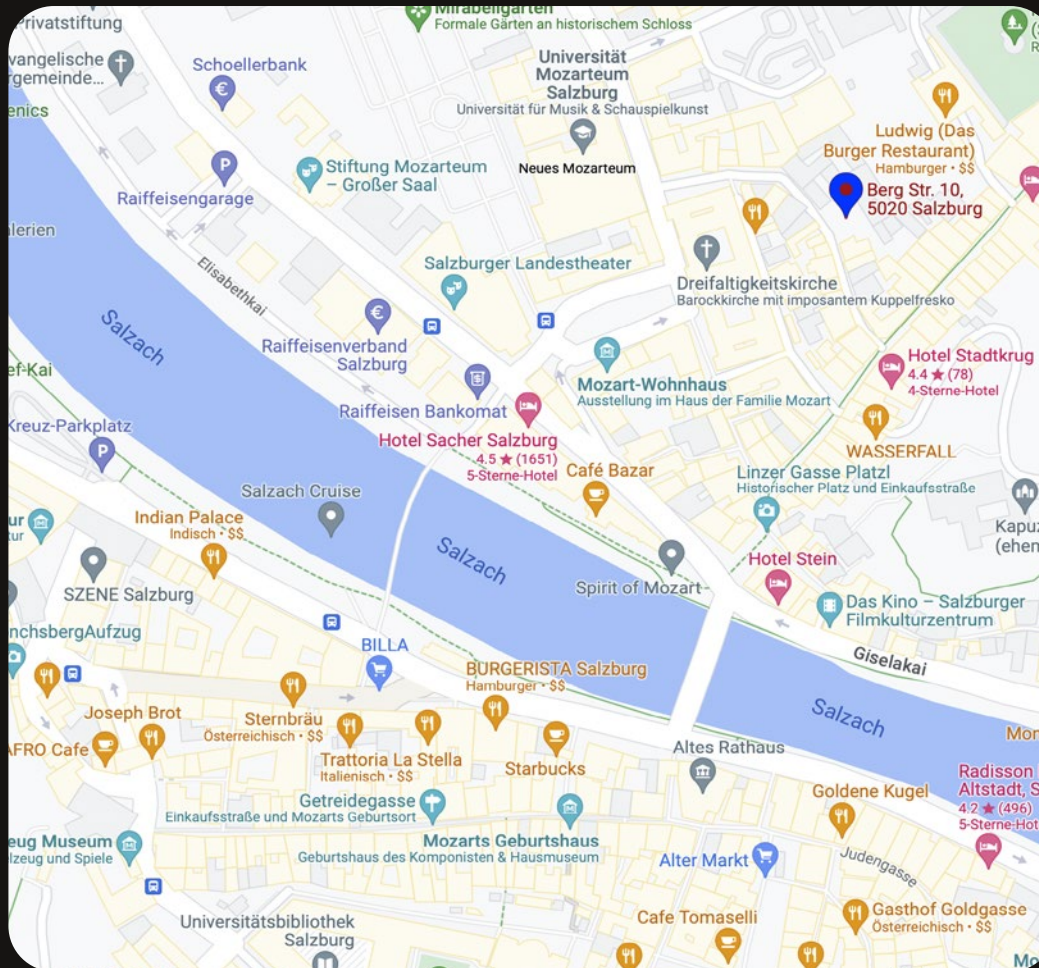 Mirabellgarten
Formale Gärten an historischem Schloss
Privatstiftung
vangelische
rgemeinde...
enics
Schoellerbank
Universität
Mozarteum
Salzburg
Universität für Musik & Schauspielkunst
Neues Mozarteum
Ludwig (Das
Burger Restaurant)
Hamburger • $$
Berg Str. 10,
5020 Salzburg
P
Raiffeisengarage
Stiftung Mozarteum
– Großer Saal
alerien
Elisabethkai
Salzburger Landestheater
Dreifaltigkeitskirche
Barockkirche mit imposantem Kuppelfresko
Salzach
Raiffeisenverband
Salzburg
ef-Kai
Mozart-Wohnhaus
Ausstellung im Haus der Familie Mozart
Hotel Stadtkrug
4.4 ★ (78)
4-Sterne-Hotel
Raiffeisen Bankomat
Kreuz-Parkplatz
P
Hotel Sacher Salzburg
4.5 ★ (1651)
5-Sterne-Hotel
Café Bazar
WASSERFALL
Linzer Gasse Platzl
Historischer Platz und Einkaufsstraße
Salzach Cruise
Indian Palace
Indisch • $$
ur
tur
Kapuz
(ehen
Salzach
SZENE Salzburg
Spirit of Mozart
Hotel Stein
Das Kino – Salzburger
Filmkulturzentrum
nchsbergAufzug
BILLA
Giselakai
BURGERISTA Salzburg
Hamburger • $$
Salzach
Joseph Brot
Sternbräu
Österreichisch • $$
AFRO Cafe
Trattoria La Stella
Italienisch • $$
Starbucks
Altes Rathaus
Mon
Radisson
Altstadt, S
4.2 ★ (496)
5-Sterne-Hot
Goldene Kugel
Getreidegasse
Einkaufsstraße und Mozarts Geburtsort
eug Museum
elzeug und Spiele
Mozarts Geburtshaus
Geburtshaus des Komponisten & Hausmuseum
Alter Markt
Judengasse
Universitätsbibliothek
Salzburg
Cafe Tomaselli
Gasthof Goldgasse
Österreichisch • $$
Mo